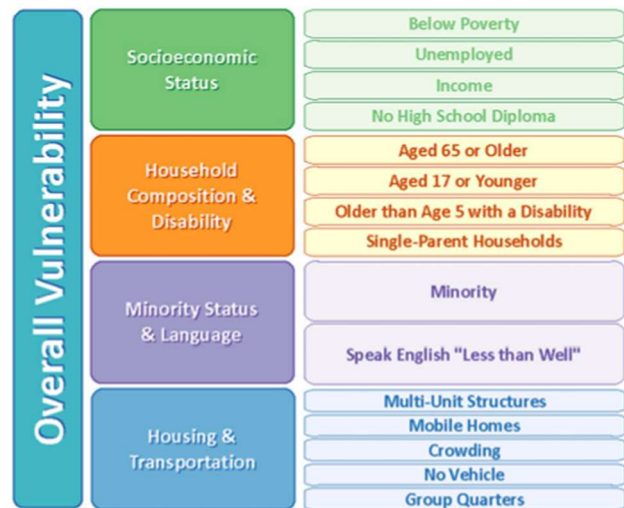 Overall Vulnerability
Socioeconomic
Status
Below Poverty
Unemployed
Income
No High School Diploma
Household
Composition &
Disability
Aged 65 or Older
Aged 17 or Younger
Older than Age 5 with a Disability
Single-Parent Households
Minority Status
& Language
Minority
Speak English "Less than Well"
Housing &
Transportation
Multi-Unit Structures
Mobile Homes
Crowding
No Vehicle
Group Quarters